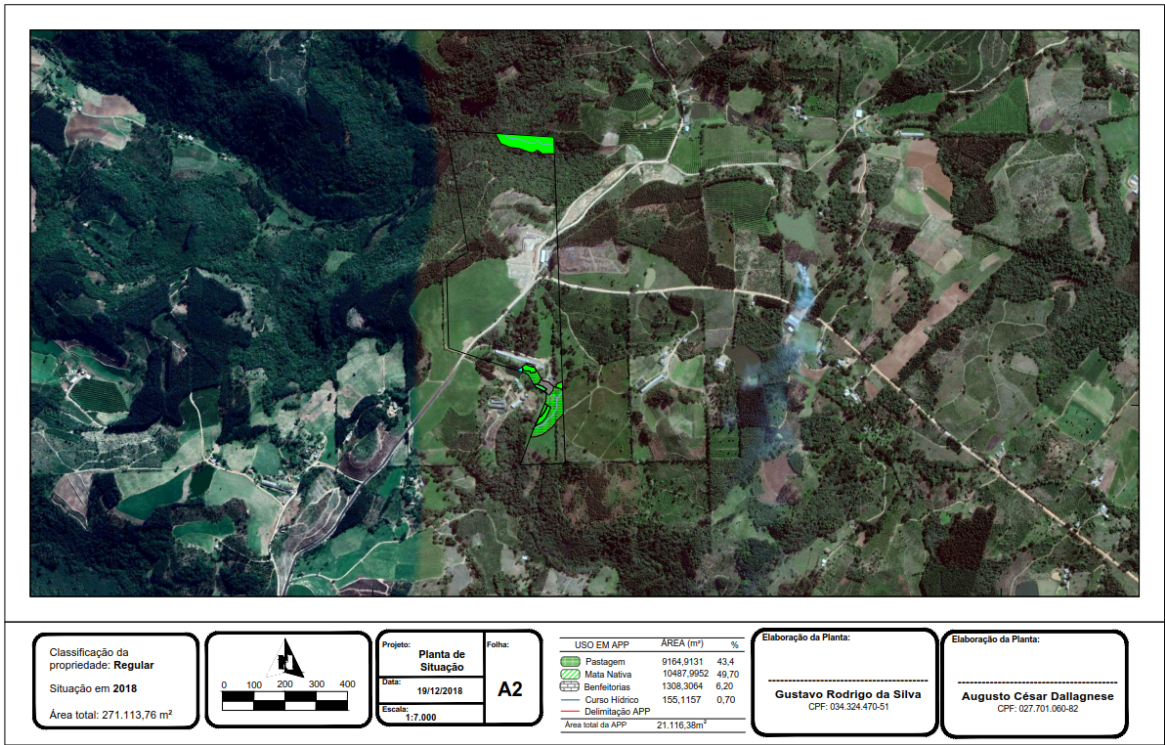 Classificação da
propriedade: Regular
Situação em 2018
Área total: 271.113,76 m²
N
0 100 200 300 400
Projeto:
Planta de
Situação
Data:
19/12/2018
Escala:
1:7.000
Folha:
A2
USO EM APP ÁREA (m²) %
Pastagem 9164,9131 43,4
Mata Nativa 10487,9952 49,70
Benfeitorias 1308,3064 6,20
Curso Hídrico 155,1157 0,70
Delimitação APP
Área total da APP 21.116,38m²
Elaboração da Planta:
Gustavo Rodrigo da Silva
CPF: 034.324.470-51
Elaboração da Planta:
Augusto César Dallagnese
CPF: 027.701.060-82